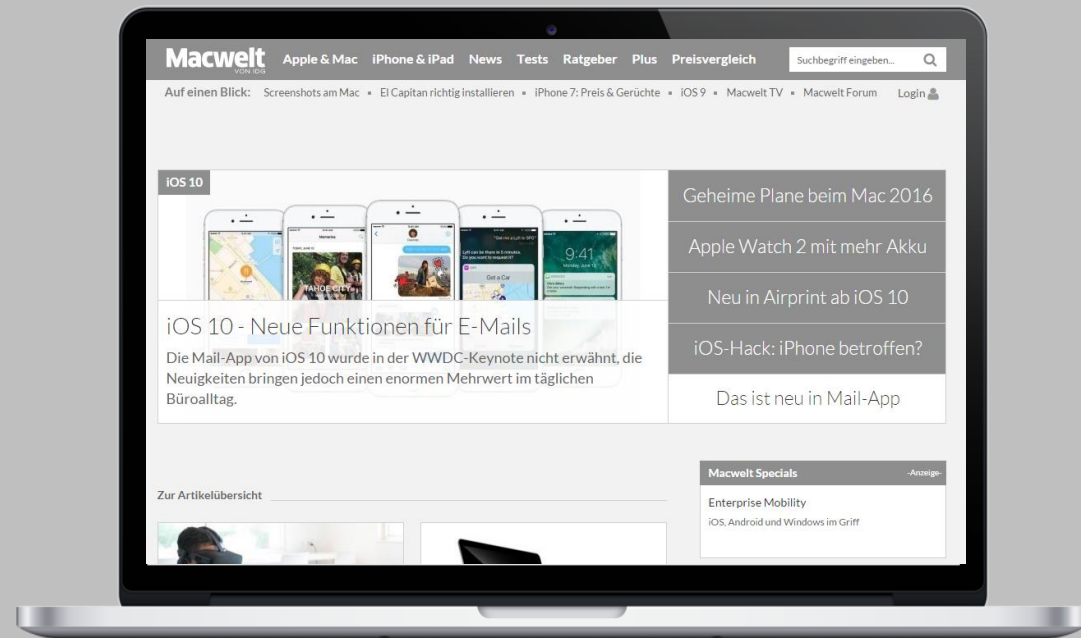 Macwelt
VON IDG
Apple & Mac iPhone & iPad News Tests Ratgeber Plus Preisvergleich
Suchbegriff eingeben...
Auf einen Blick: Screenshots am Mac ▪ El Capitan richtig installieren ▪ iPhone 7: Preis & Gerüchte ▪ iOS 9 ▪ Macwelt TV ▪ Macwelt Forum Login
iOS 10
TAHOE CITY
Get a Car
9:41
iOS 10 - Neue Funktionen für E-Mails
Die Mail-App von iOS 10 wurde in der WWDC-Keynote nicht erwähnt, die
Neuigkeiten bringen jedoch einen enormen Mehrwert im täglichen
Büroalltag.
Geheime Plane beim Mac 2016
Apple Watch 2 mit mehr Akku
Neu in Airprint ab iOS 10
iOS-Hack: iPhone betroffen?
Das ist neu in Mail-App
Zur Artikelübersicht
Macwelt Specials -Anzeige-
Enterprise Mobility
iOS, Android und Windows im Griff